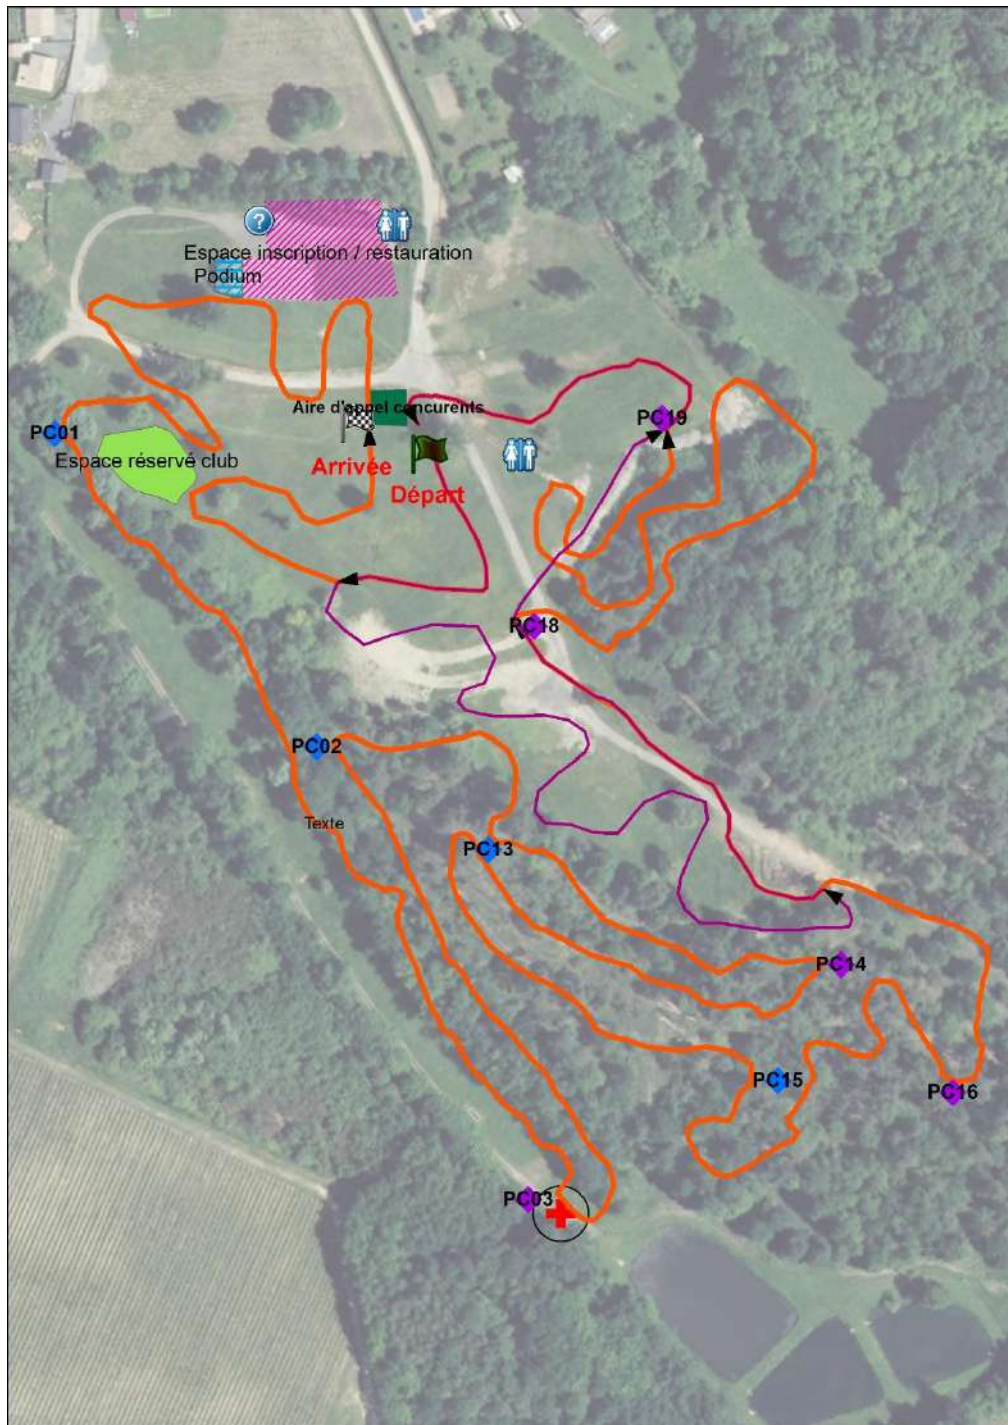 ?
Espace inscription / restauration
Podium
Aire d'appel concurents
PC19
PC01
Espace réservé club
Arrivée
Départ
PC18
PC02
Texte
PC13
PC14
PC15
PC16
PC03